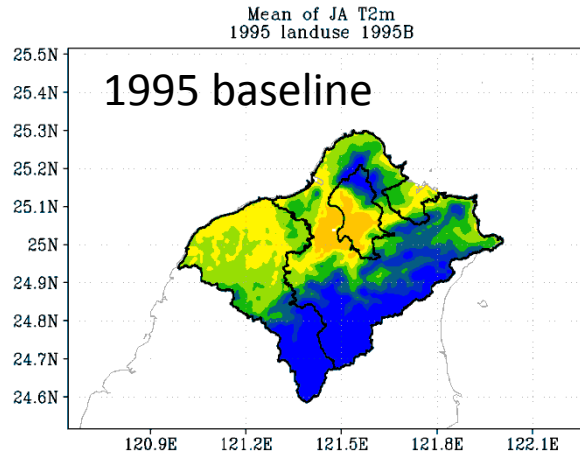 Mean of JA T2m
1995 landuse 1995B
1995 baseline
25.5N
25.4N
25.3N
25.2N
25.1N
25N
24.9N
24.8N
24.7N
24.6N
120.9E 121.2E 121.5E 121.8E 122.1E